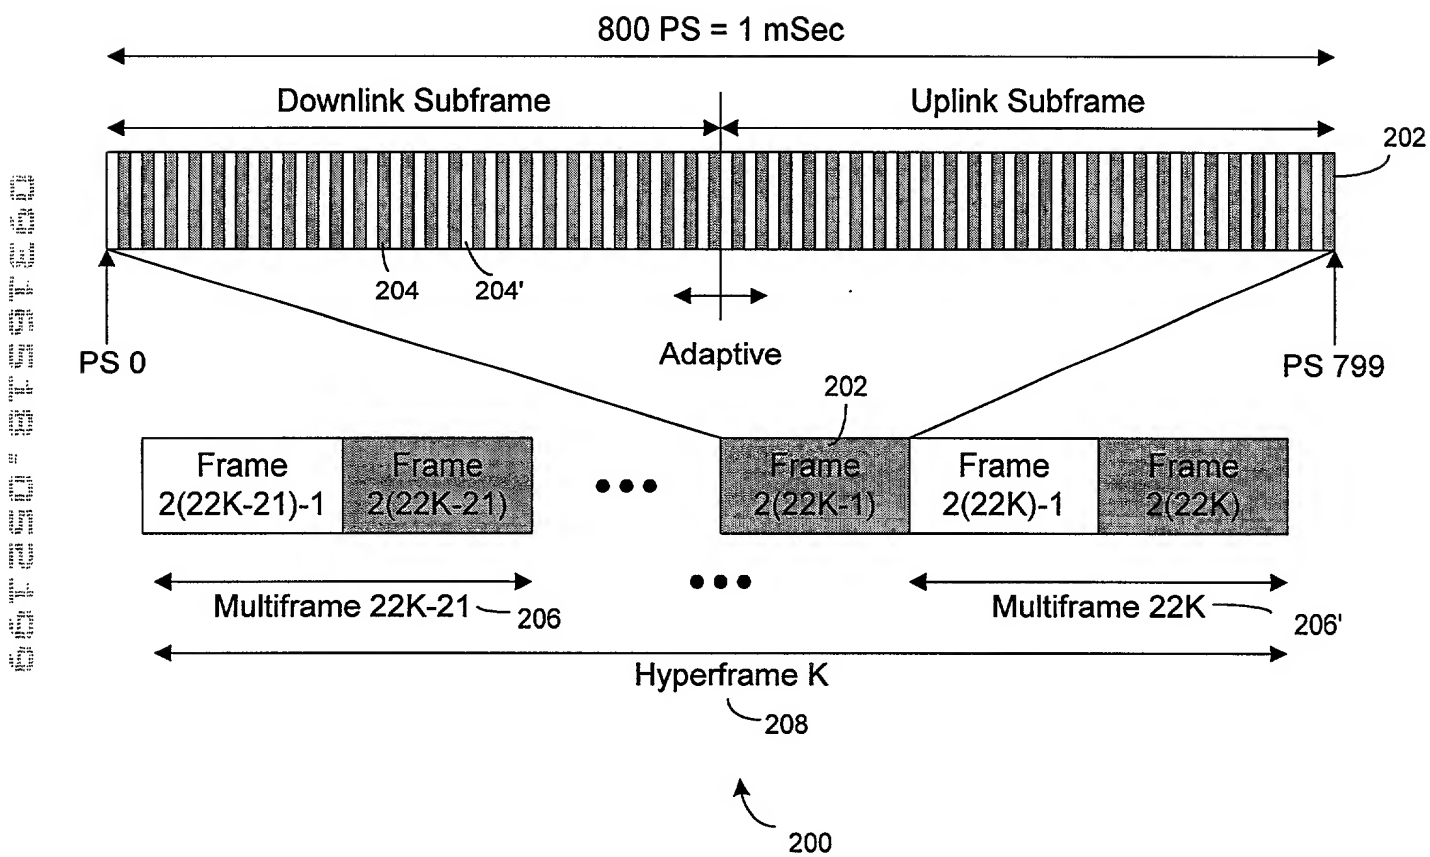 800 PS = 1 mSec
Downlink Subframe
Uplink Subframe
202
204
204'
PS 0
Adaptive
PS 799
202
Frame
2(22K-21)-1
Frame
2(22K-21)
Frame
2(22K-1)
Frame
2(22K)-1
Frame
2(22K)
Multiframe 22K-21
206
Multiframe 22K
206'
Hyperframe K
208
200